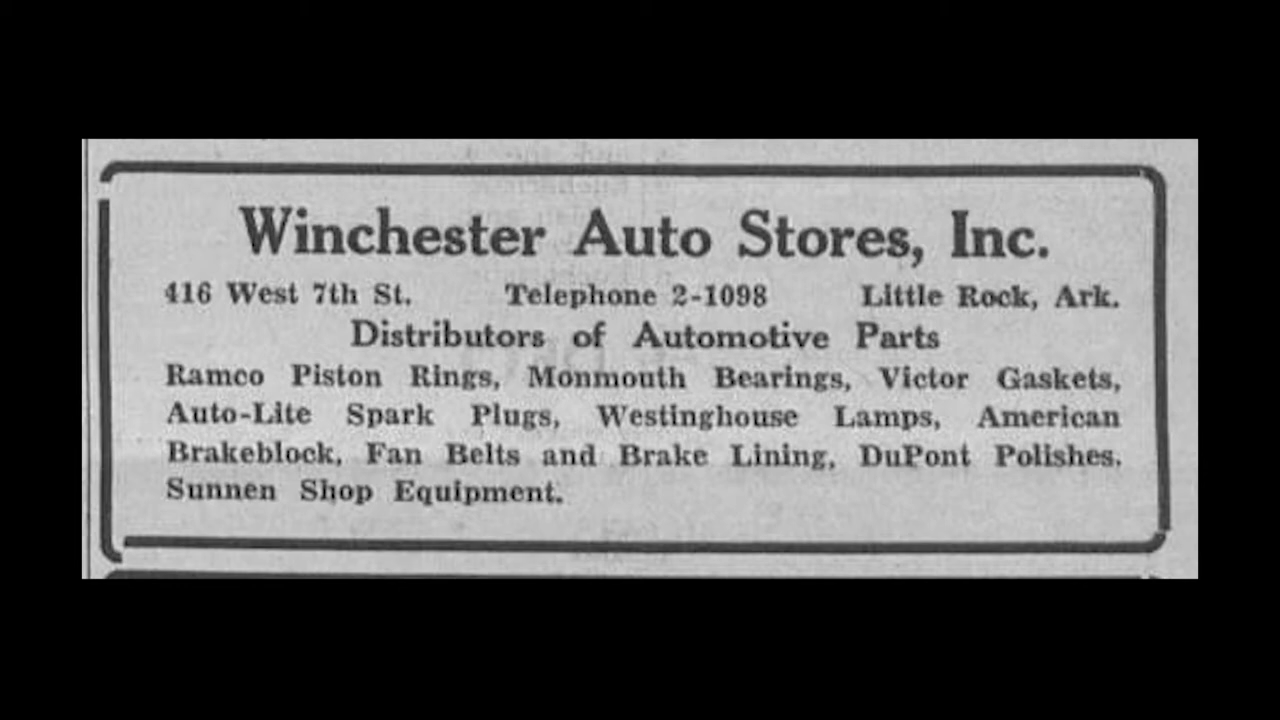 Winchester Auto Stores, Inc.
416 West 7th St. Telephone 2-1098 Little Rock, Ark.
Distributors of Automotive Parts
Ramco Piston Rings, Monmouth Bearings, Victor Gaskets,
Auto-Lite Spark Plugs, Westinghouse Lamps, American
Brakeblock, Fan Belts and Brake Lining, DuPont Polishes,
Sunnen Shop Equipment.